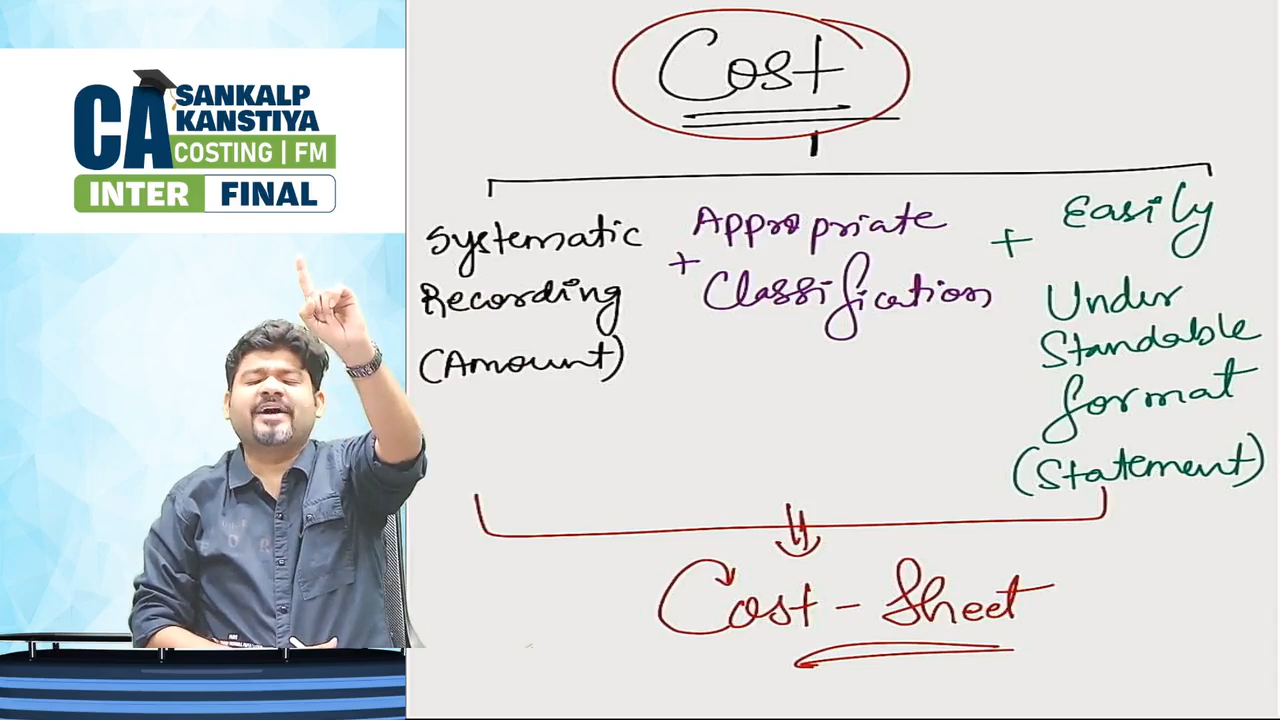 CA SANKALP
KANSTIYA
COSTING | FM
INTER FINAL
Cost
Systematic
Recording
(Amount)
+
Appropriate
Classification
+
Easily
Under
Standable
format
(Statement)
Cost - Sheet